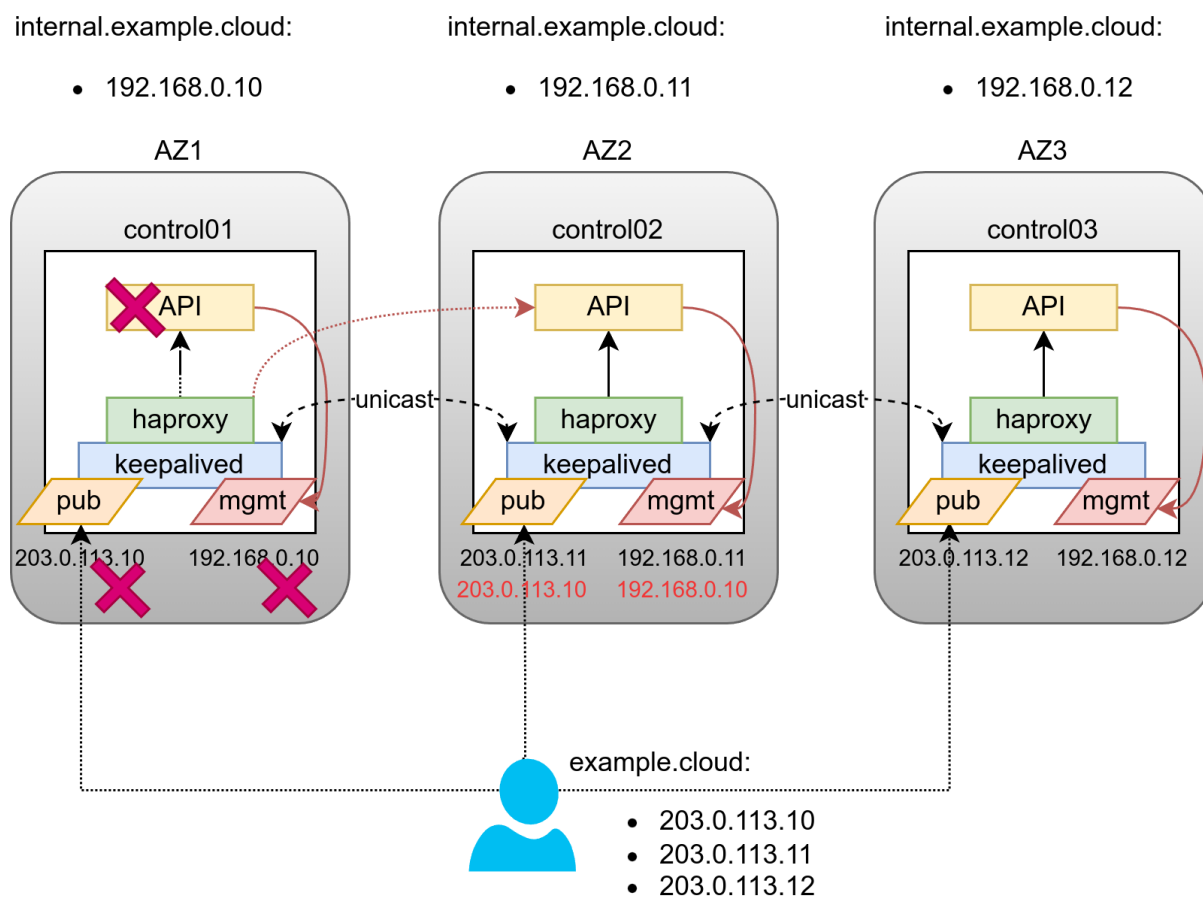 internal.example.cloud:
internal.example.cloud:
internal.example.cloud:
• 192.168.0.10
• 192.168.0.11
• 192.168.0.12
AZ1
AZ2
AZ3
control01
control02
control03
API
API
API
unicast
unicast
haproxy
haproxy
haproxy
keepalived
keepalived
keepalived
pub
mgmt
pub
mgmt
pub
mgmt
203.0.113.10
192.168.0.10
203.0.113.11
192.168.0.11
203.0.113.12
192.168.0.12
203.0.113.10
192.168.0.10
example.cloud:
• 203.0.113.10
• 203.0.113.11
• 203.0.113.12